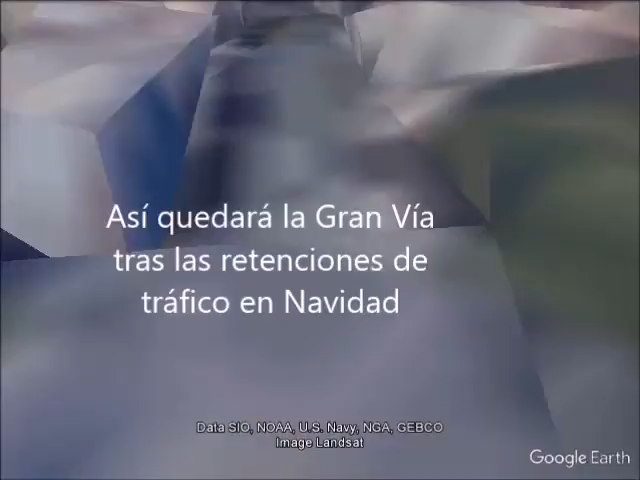 Así quedará la Gran Vía
tras las retenciones de
tráfico en Navidad
Data SIO, NOAA, U.S. Navy, NGA, GEBCO
Image Landsat
Google Earth